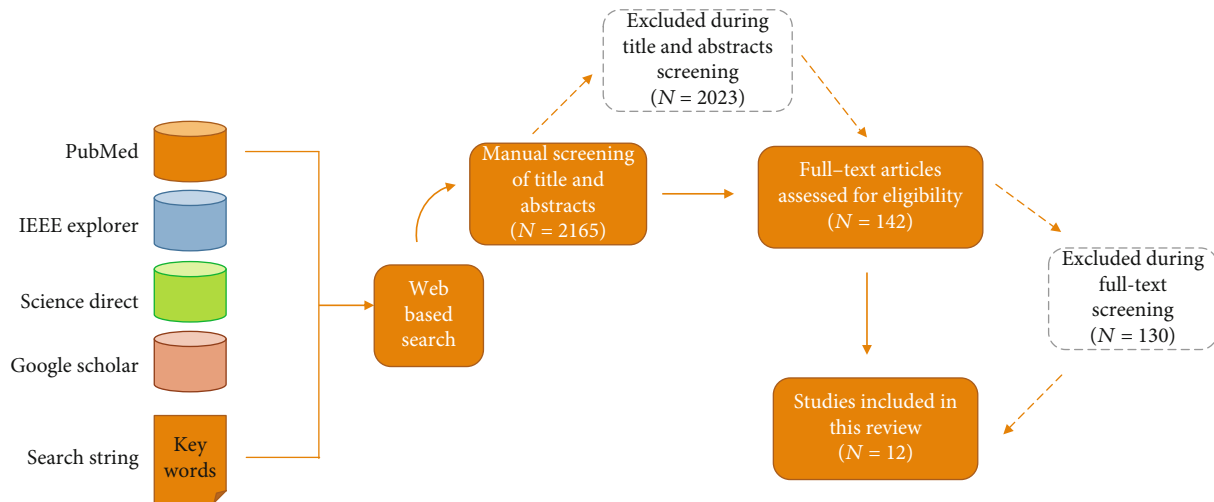 PubMed
IEEE explorer
Science direct
Google scholar
Search string
Key
words
Web
based
search
Manual screening
of title and
abstracts
(N = 2165)
Excluded during
title and abstracts
screening
(N = 2023)
Full–text articles
assessed for eligibility
(N = 142)
Excluded during
full-text
screening
(N = 130)
Studies included in
this review
(N = 12)